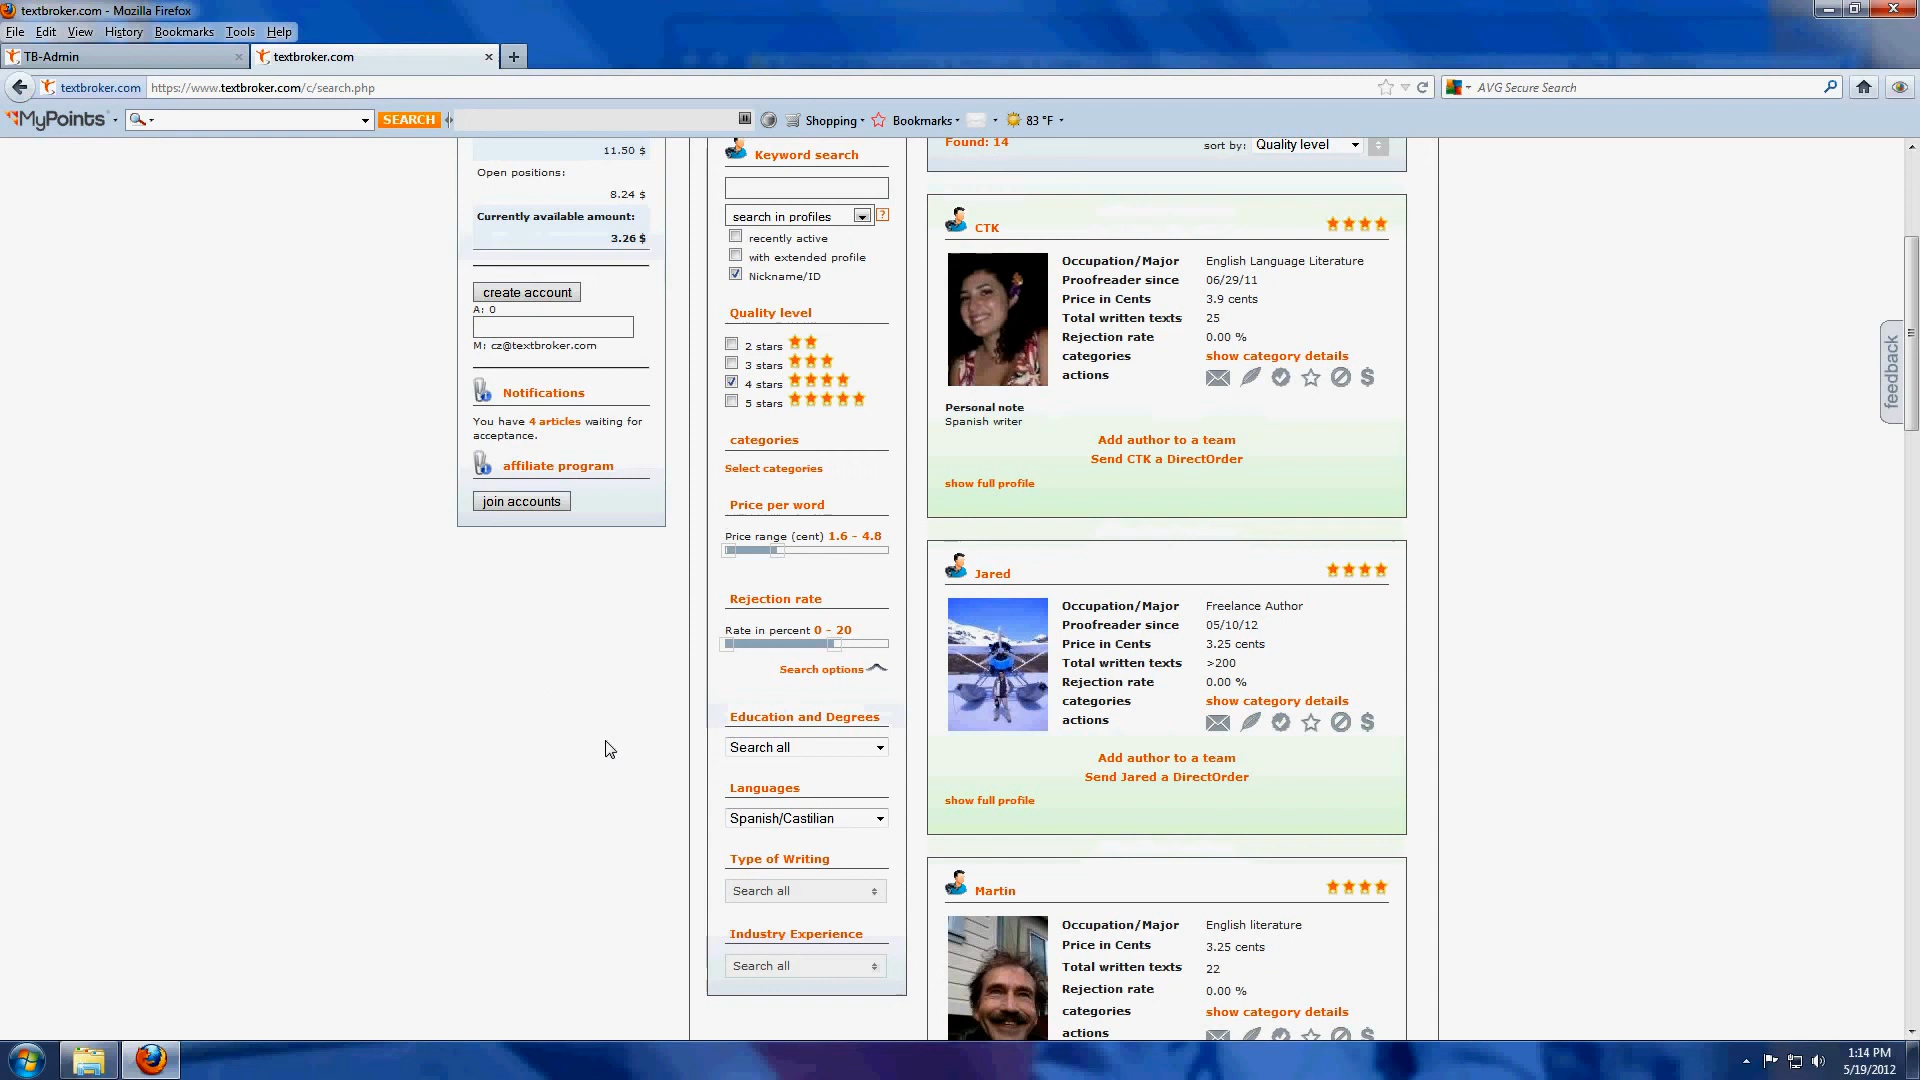 textbroker.com - Mozilla Firefox
File Edit View History Bookmarks Tools Help
TB-Admin
textbroker.com
textbroker.com https://www.textbroker.com/c/search.php
AVG Secure Search
MyPoints
SEARCH
Shopping
Bookmarks
83 °F
11.50 $
Open positions:
8.24 $
Currently available amount:
3.26 $
create account
A: 0
M: cz@textbroker.com
Notifications
You have 4 articles waiting for
acceptance.
affiliate program
join accounts
Keyword search
search in profiles
?
recently active
with extended profile
Nickname/ID
Quality level
2 stars
3 stars
4 stars
5 stars
categories
Select categories
Price per word
Price range (cent) 1.6 - 4.8
Rejection rate
Rate in percent 0 - 20
Search options
Education and Degrees
Search all
Languages
Spanish/Castilian
Type of Writing
Search all
Industry Experience
Search all
Found: 14
sort by: Quality level
CTK
Occupation/Major English Language Literature
Proofreader since 06/29/11
Price in Cents 3.9 cents
Total written texts 25
Rejection rate 0.00 %
categories show category details
actions
$
Personal note
Spanish writer
Add author to a team
Send CTK a DirectOrder
show full profile
Jared
Occupation/Major Freelance Author
Proofreader since 05/10/12
Price in Cents 3.25 cents
Total written texts >200
Rejection rate 0.00 %
categories show category details
actions
$
Add author to a team
Send Jared a DirectOrder
show full profile
Martin
Occupation/Major English literature
Price in Cents 3.25 cents
Total written texts 22
Rejection rate 0.00 %
categories show category details
actions
feedback
1:14 PM
5/19/2012